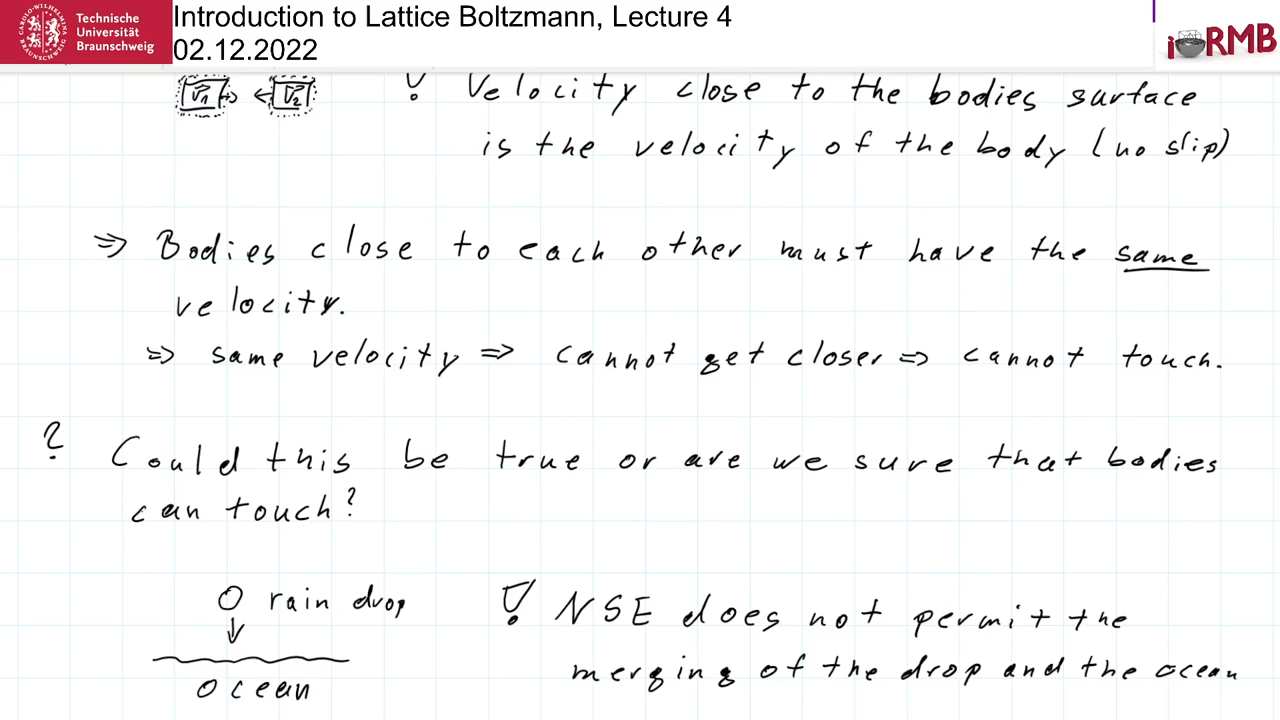 Technische
Universität
Braunschweig
Introduction to Lattice Boltzmann, Lecture 4
02.12.2022
iRMB
v1 v2 ! Velocity close to the bodies surface
is the velocity of the body (no slip)
⇒ Bodies close to each other must have the same
velocity.
⇒ same velocity ⇒ cannot get closer ⇒ cannot touch.
? Could this be true or are we sure that bodies
can touch?
rain drop
ocean
! NSE does not permit the
merging of the drop and the ocean